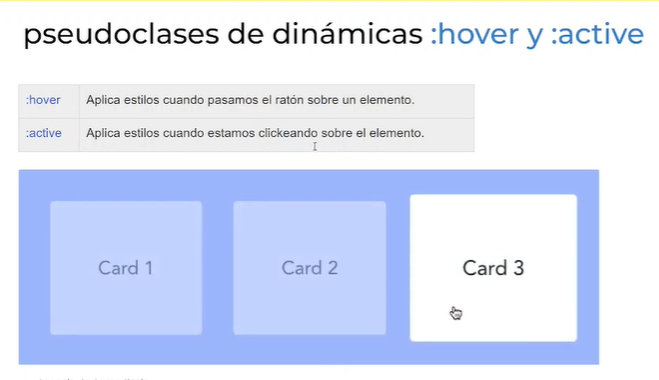 pseudoclases de dinámicas :hover y :active
:hover Aplica estilos cuando pasamos el ratón sobre un elemento.
:active Aplica estilos cuando estamos clickeando sobre el elemento.
Card 1 Card 2 Card 3